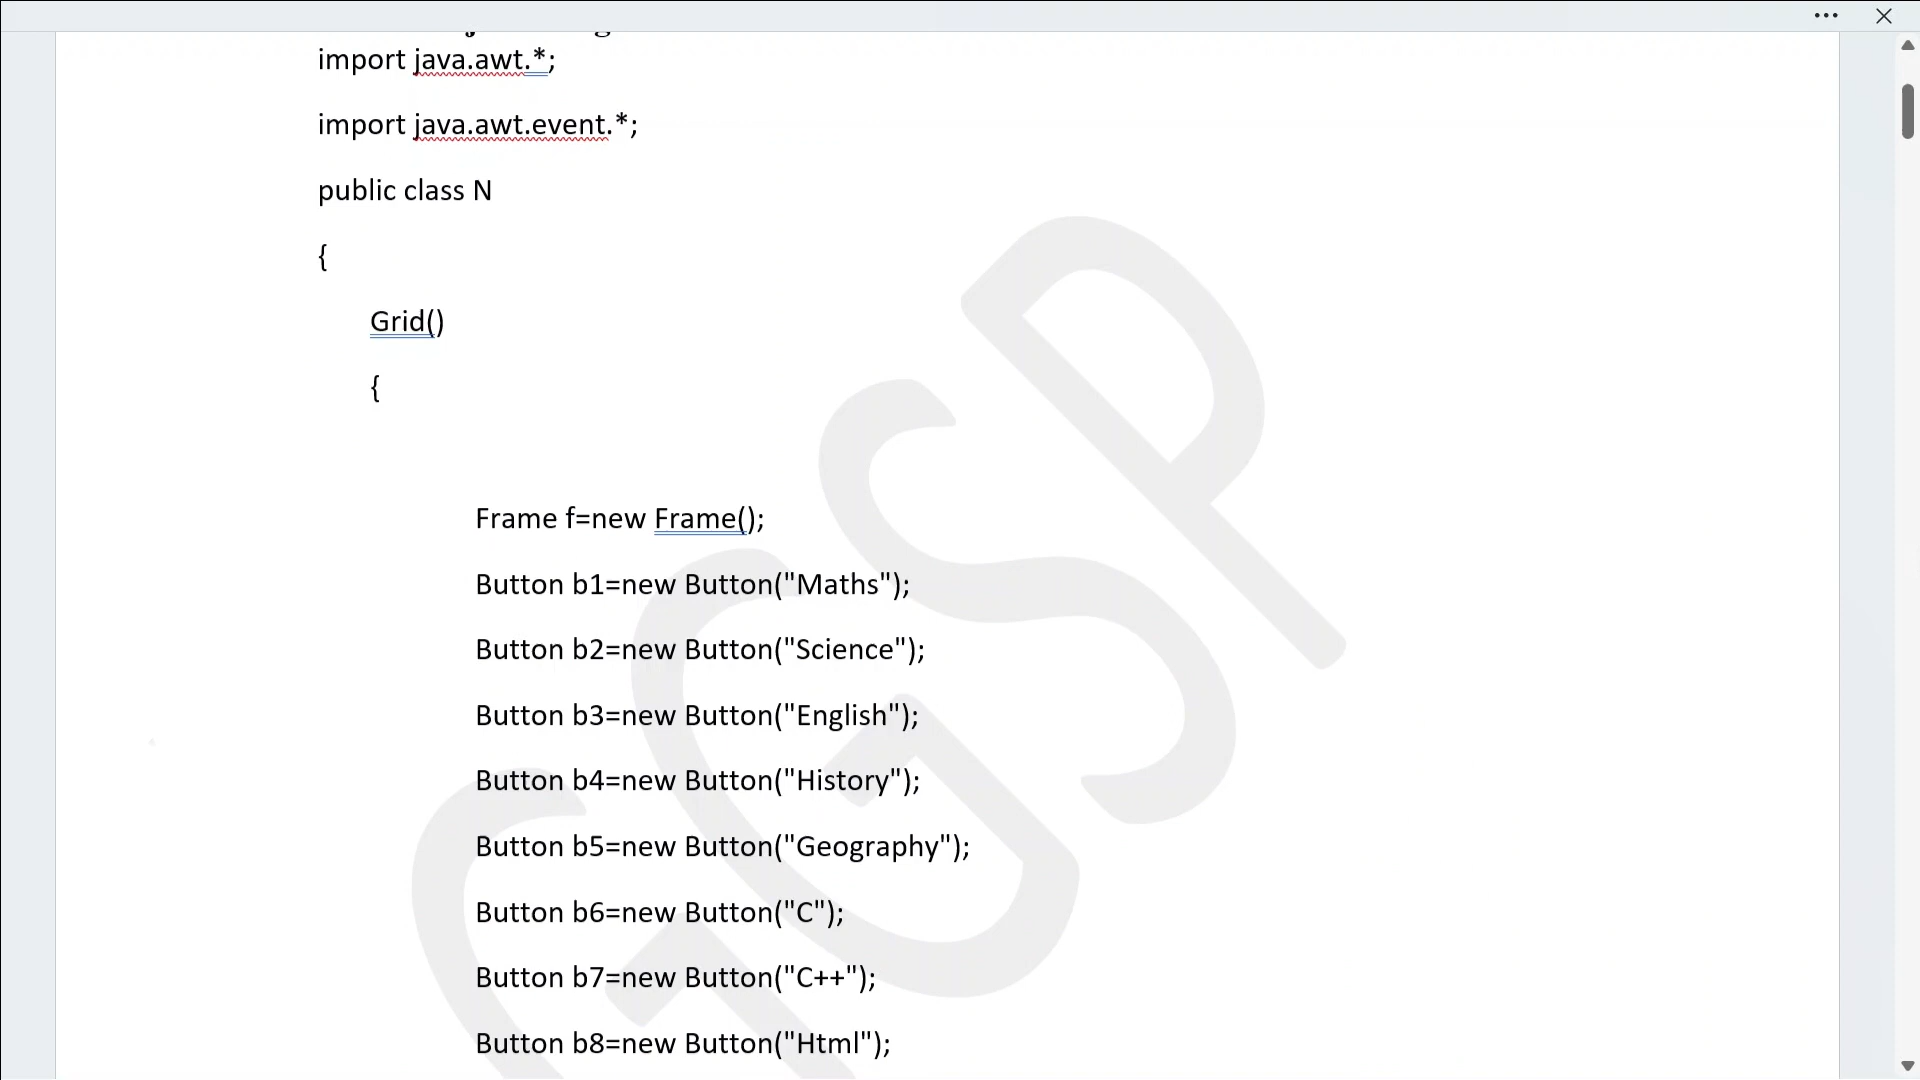 import java.awt.*;
import java.awt.event.*;
public class N
{
Grid()
{
Frame f=new Frame();
Button b1=new Button("Maths");
Button b2=new Button("Science");
Button b3=new Button("English");
Button b4=new Button("History");
Button b5=new Button("Geography");
Button b6=new Button("C");
Button b7=new Button("C++");
Button b8=new Button("Html");
GGSP